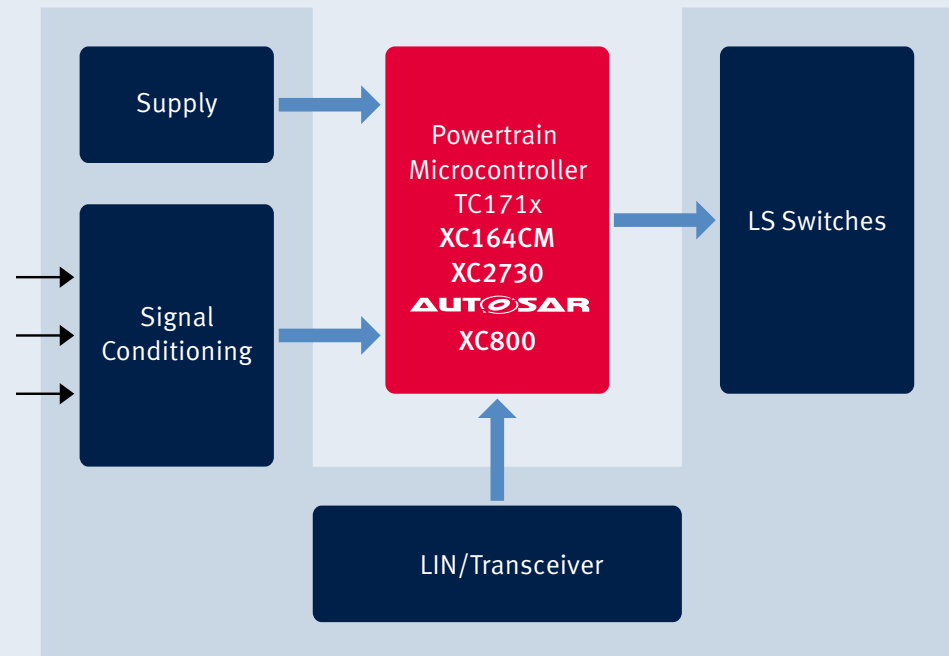 Supply
Signal
Conditioning
Powertrain
Microcontroller
TC171x
XC164CM
XC2730
AUTOSAR
XC800
LS Switches
LIN/Transceiver